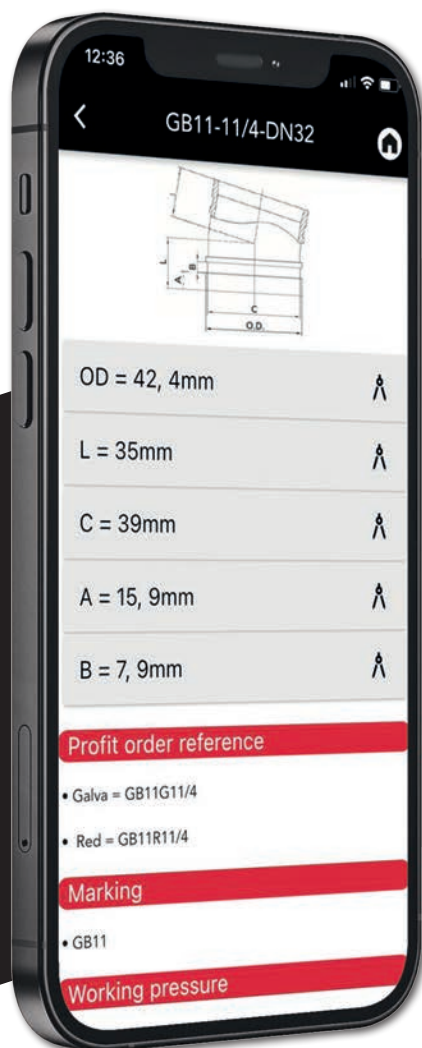 12:36
GB11-11/4-DN32
L
L
B
A
C
O.D.
OD = 42, 4mm
L = 35mm
C = 39mm
A = 15, 9mm
B = 7, 9mm
Profit order reference
• Galva = GB11G11/4
• Red = GB11R11/4
Marking
• GB11
Working pressure